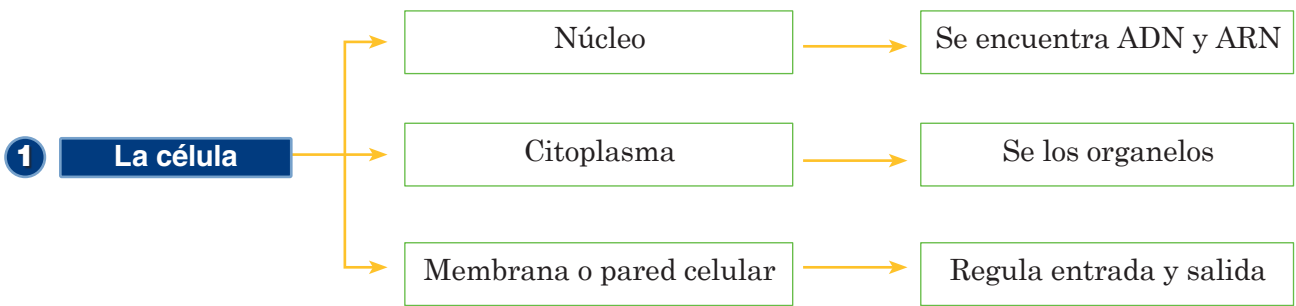 1 La célula
Núcleo
Se encuentra ADN y ARN
Citoplasma
Se los organelos
Membrana o pared celular
Regula entrada y salida